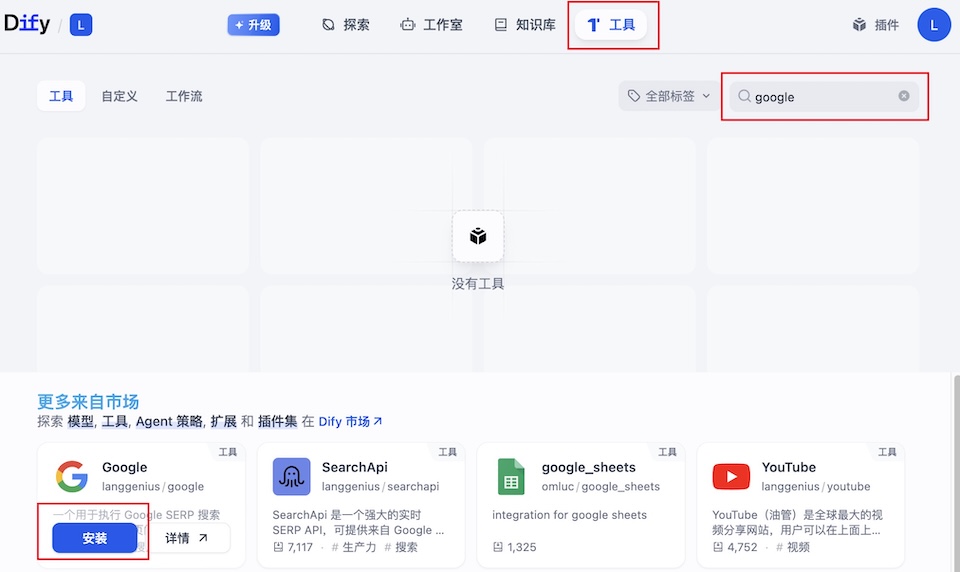 Dify / L 升级 探索 工作室 知识库 工具 插件 L
工具 自定义 工作流 全部标签 google
没有工具
更多来自市场
探索 模型, 工具, Agent 策略, 扩展 和 插件集 在 Dify 市场
工具
Google
langgenius / google
一个用于执行 Google SERP 搜索
安装 详情
工具
SearchApi
langgenius / searchapi
SearchApi 是一个强大的实时
SERP API，可提供来自 Google ...
7,117 · # 生产力 # 搜索
工具
google_sheets
omluc / google_sheets
integration for google sheets
1,325
工具
YouTube
langgenius / youtube
YouTube（油管）是全球最大的视
频分享网站，用户可以在上面上...
4,752 · # 视频